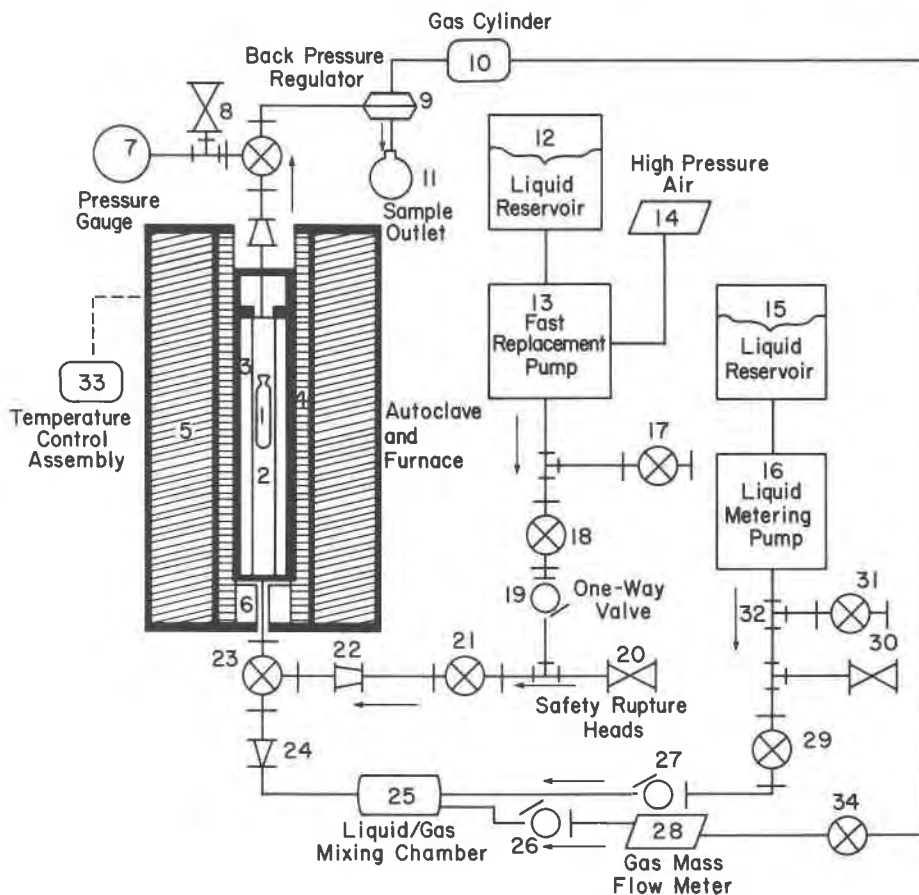 Gas Cylinder
10
Back Pressure
Regulator
9
8
7
Pressure
Gauge
11
Sample
Outlet
12
Liquid
Reservoir
High Pressure
Air
14
13
Fast
Replacement
Pump
15
Liquid
Reservoir
3
1
4
2
5
6
33
Temperature
Control
Assembly
Autoclave
and
Furnace
17
18
19
One-Way
Valve
16
Liquid
Metering
Pump
31
32
30
23
22
21
20
Safety Rupture
Heads
29
24
27
25
Liquid/Gas
Mixing Chamber
26
28
Gas Mass
Flow Meter
34